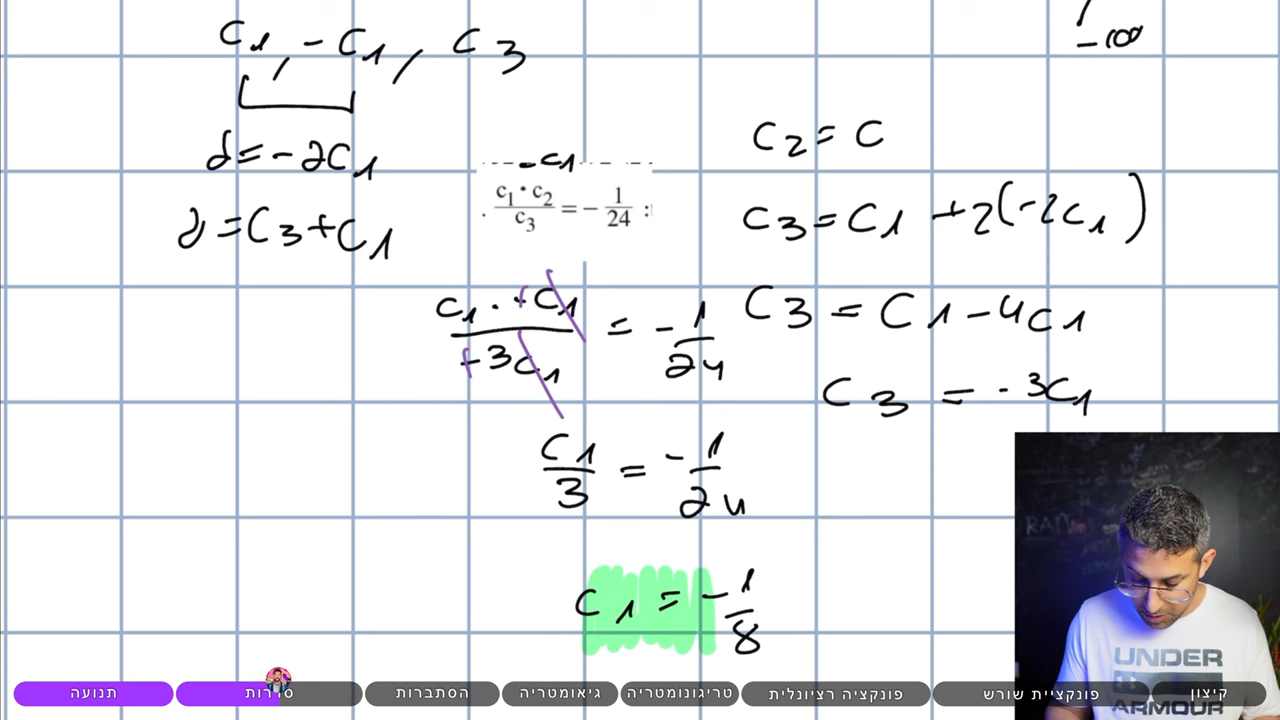 c1, -c1, c3
-100
d=-2c1
d=c3+c1
-c1
. c1 · c2 / c3 = - 1/24 :
c2 = c
c3 = c1 +2(-2c1)
c1 · +c1 / +3c1 = - 1/24
c3 = c1 - 4c1
c3 = -3c1
c1/3 = - 1/24
c1 = - 1/8
UNDER
ARMOUR
תנועה
סדרות
הסתברות
גיאומטריה
טריגונומטריה
פונקציה רציונלית
פונקציית שורש
קיצון